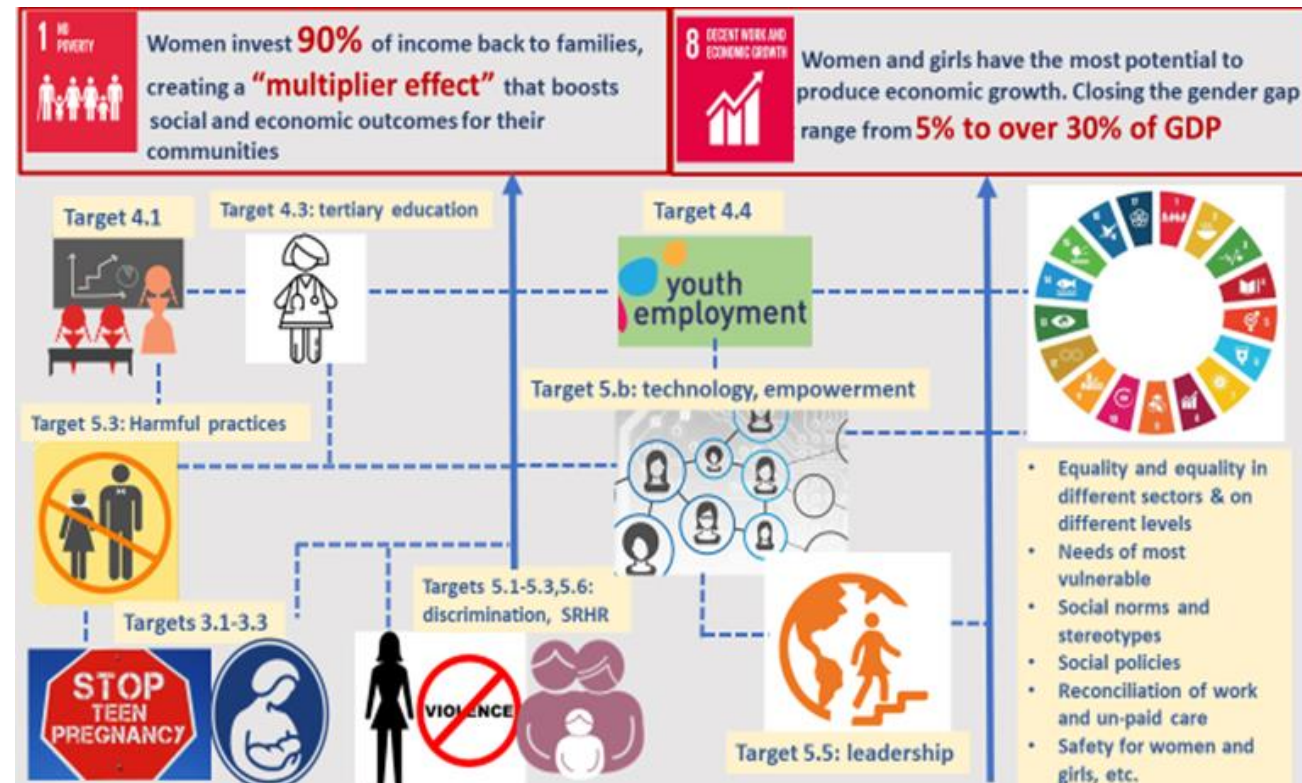 1 NO
POVERTY
Women invest 90% of income back to families,
creating a “multiplier effect” that boosts
social and economic outcomes for their
communities
8 DECENT WORK AND
ECONOMIC GROWTH
Women and girls have the most potential to
produce economic growth. Closing the gender gap
range from 5% to over 30% of GDP
Target 4.1
Target 4.3: tertiary education
Target 4.4
youth
employment
Target 5.3: Harmful practices
Target 5.b: technology, empowerment
Targets 3.1-3.3
STOP
TEEN
PREGNANCY
Targets 5.1-5.3,5.6:
discrimination, SRHR
VIOLENCE
Target 5.5: leadership
• Equality and equality in
different sectors & on
different levels
• Needs of most
vulnerable
• Social norms and
stereotypes
• Social policies
• Reconciliation of work
and un-paid care
• Safety for women and
girls, etc.